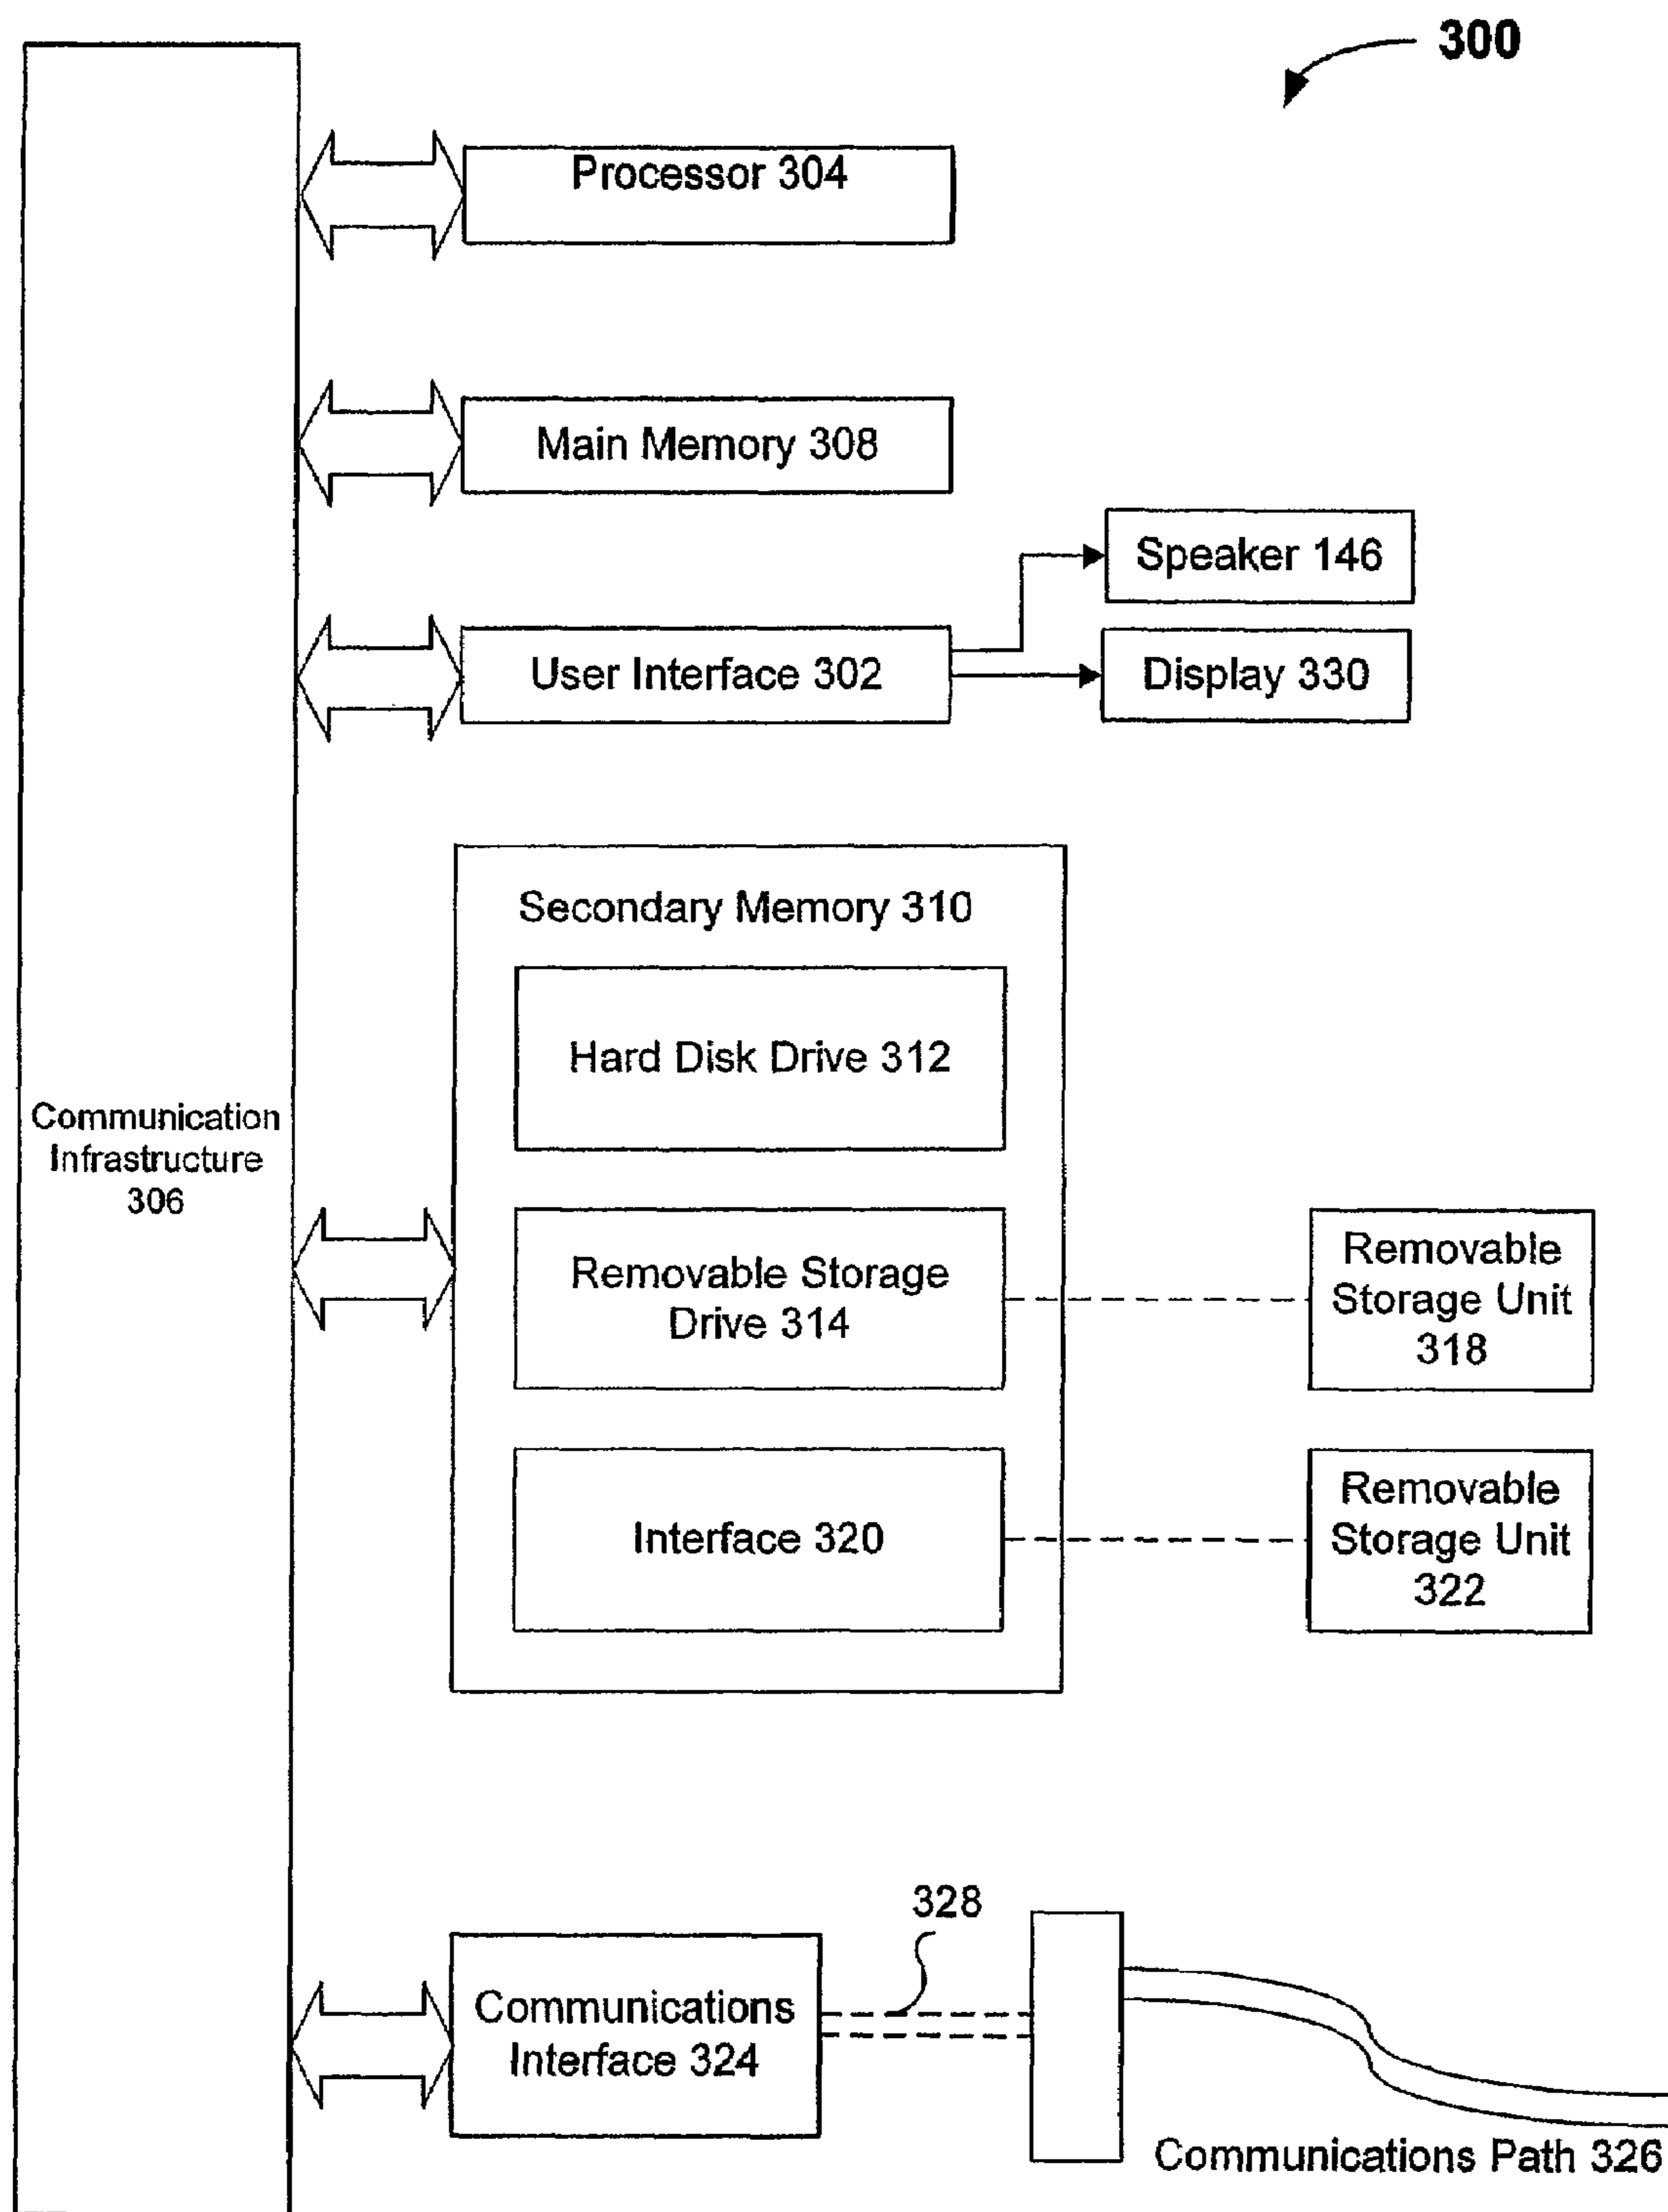 300
Processor 304
Main Memory 308
Speaker 146
User Interface 302
Display 330
Secondary Memory 310
Hard Disk Drive 312
Communication
Infrastructure
306
Removable Storage
Drive 314
Removable
Storage Unit
318
Interface 320
Removable
Storage Unit
322
328
Communications
Interface 324
Communications Path 326